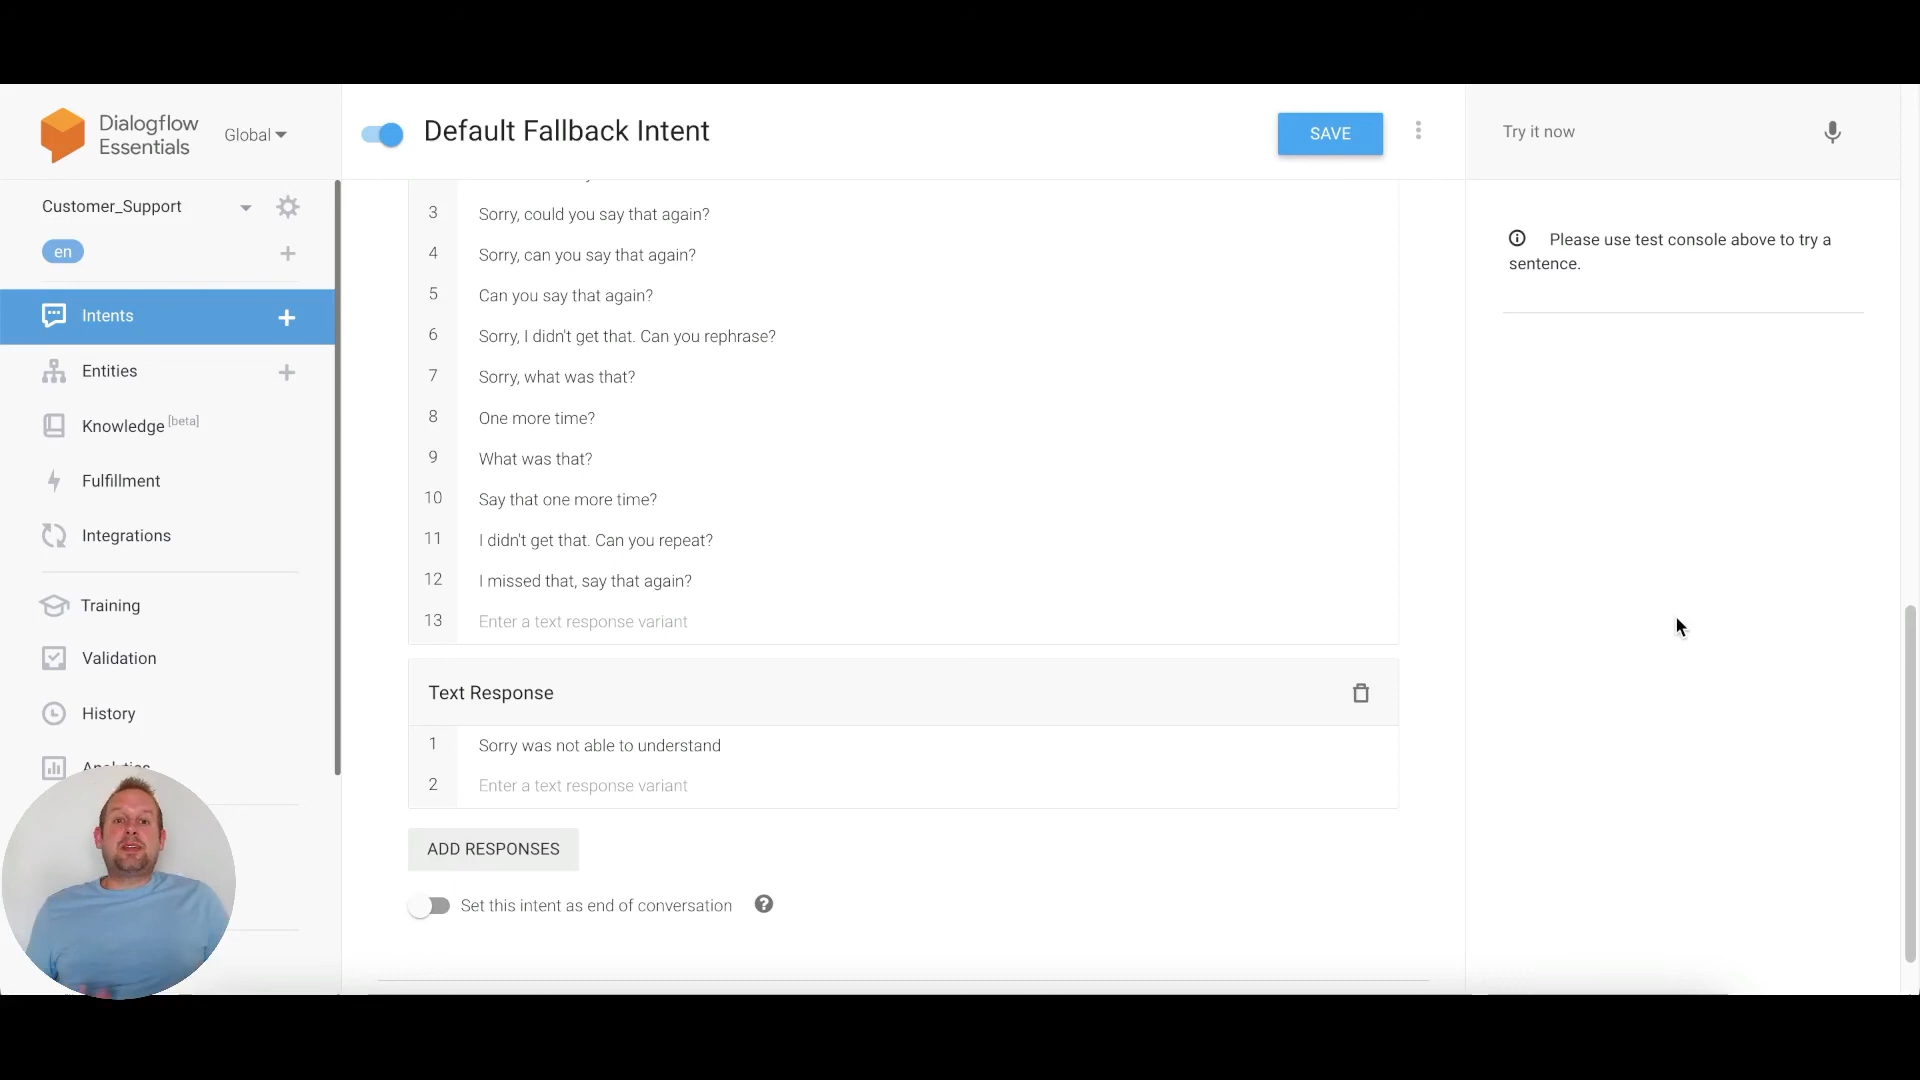 Dialogflow
Essentials
Global
Default Fallback Intent
SAVE
Try it now
Customer_Support
en
Intents
Entities
Knowledge [beta]
Fulfillment
Integrations
Training
Validation
History
Analytics
3 Sorry, could you say that again?
4 Sorry, can you say that again?
5 Can you say that again?
6 Sorry, I didn't get that. Can you rephrase?
7 Sorry, what was that?
8 One more time?
9 What was that?
10 Say that one more time?
11 I didn't get that. Can you repeat?
12 I missed that, say that again?
13 Enter a text response variant
Text Response
1 Sorry was not able to understand
2 Enter a text response variant
ADD RESPONSES
Set this intent as end of conversation
Please use test console above to try a
sentence.